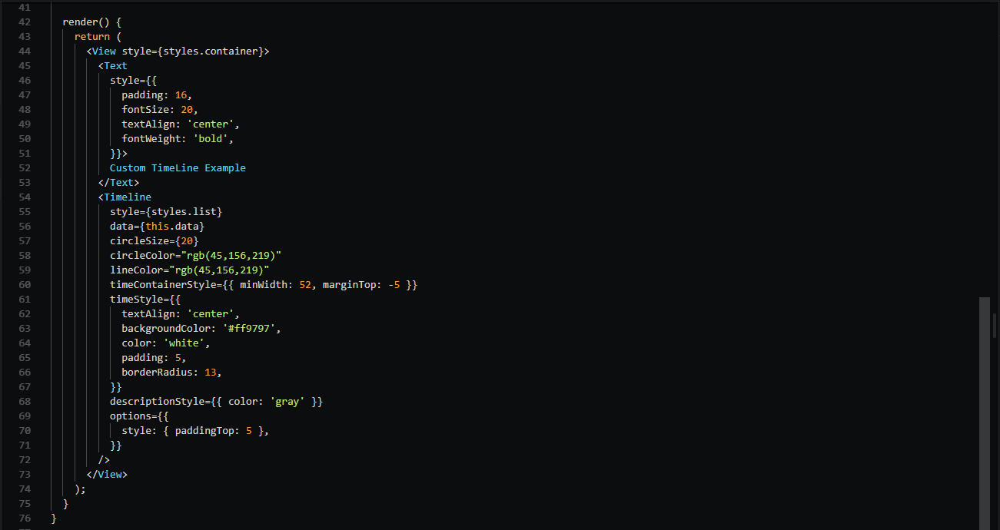 41
42 render() {
43 return (
44 <View style={styles.container}>
45 <Text
46 style={{
47 padding: 16,
48 fontSize: 20,
49 textAlign: 'center',
50 fontWeight: 'bold',
51 }}>
52 Custom TimeLine Example
53 </Text>
54 <Timeline
55 style={styles.list}
56 data={this.data}
57 circleSize={20}
58 circleColor="rgb(45,156,219)"
59 lineColor="rgb(45,156,219)"
60 timeContainerStyle={{ minWidth: 52, marginTop: -5 }}
61 timeStyle={{
62 textAlign: 'center',
63 backgroundColor: '#ff9797',
64 color: 'white',
65 padding: 5,
66 borderRadius: 13,
67 }}
68 descriptionStyle={{ color: 'gray' }}
69 options={{
70 style: { paddingTop: 5 },
71 }}
72 />
73 </View>
74 );
75 }
76 }